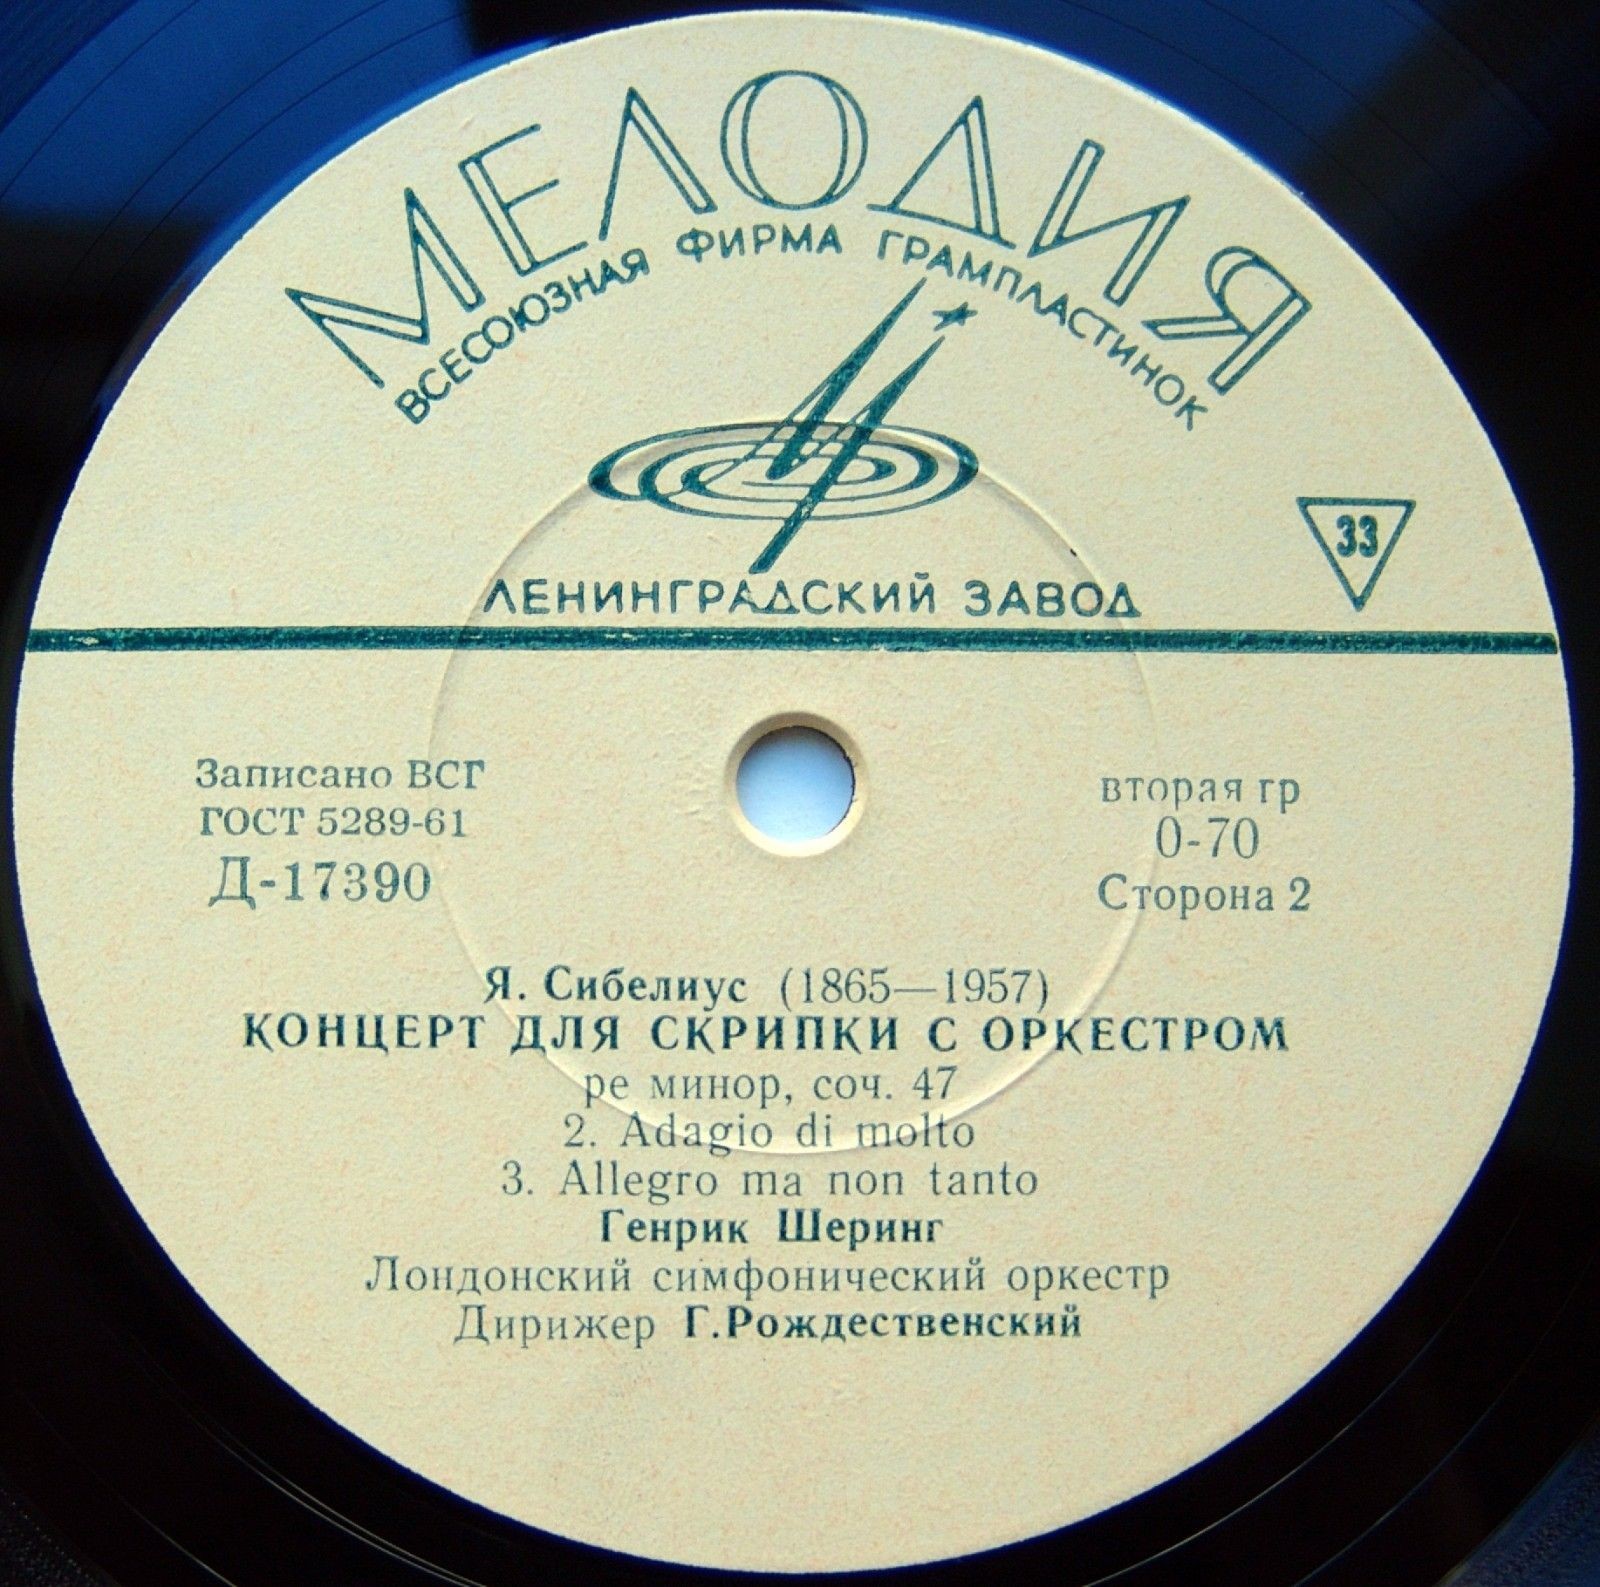 МЕЛОДИЯ
ВСЕСОЮЗНАЯ ФИРМА ГРАМПЛАСТИНОК
33
ЛЕНИНГРАДСКИЙ ЗАВОД
Записано ВСГ
ГОСТ 5289-61
Д-17390
вторая гр
0-70
Сторона 2
Я. Сибелиус (1865—1957)
КОНЦЕРТ ДЛЯ СКРИПКИ С ОРКЕСТРОМ
ре минор, соч. 47
2. Adagio di molto
3. Allegro ma non tanto
Генрик Шеринг
Лондонский симфонический оркестр
Дирижер Г.Рождественский